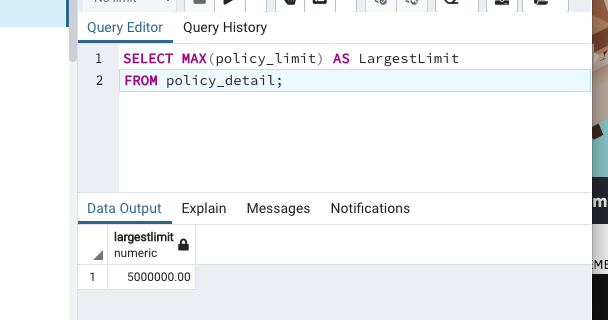 No limit
Query Editor Query History
1 SELECT MAX(policy_limit) AS LargestLimit
2 FROM policy_detail;
Data Output Explain Messages Notifications
largestlimit
numeric
1 5000000.00